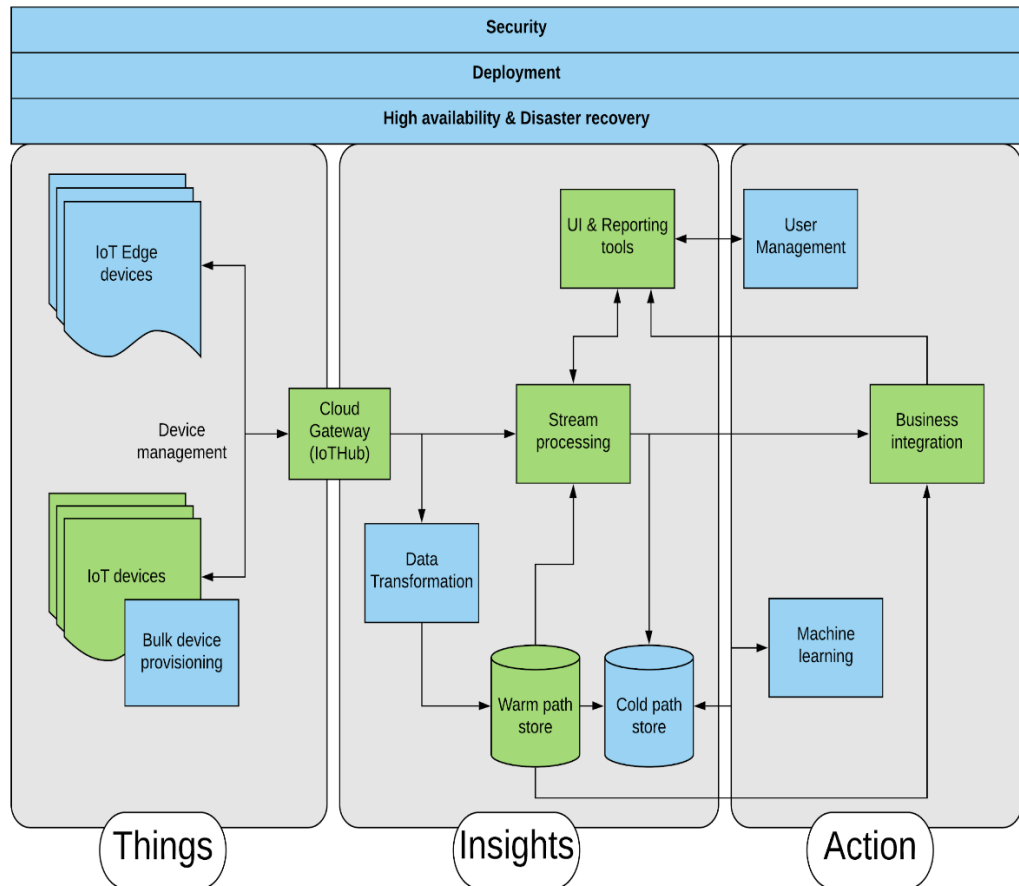 Security
Deployment
High availability & Disaster recovery
IoT Edge
devices
Device
management
IoT devices
Bulk device
provisioning
Cloud
Gateway
(IoTHub)
UI & Reporting
tools
Stream
processing
Data
Transformation
Warm path
store
Cold path
store
User
Management
Business
integration
Machine
learning
Things
Insights
Action